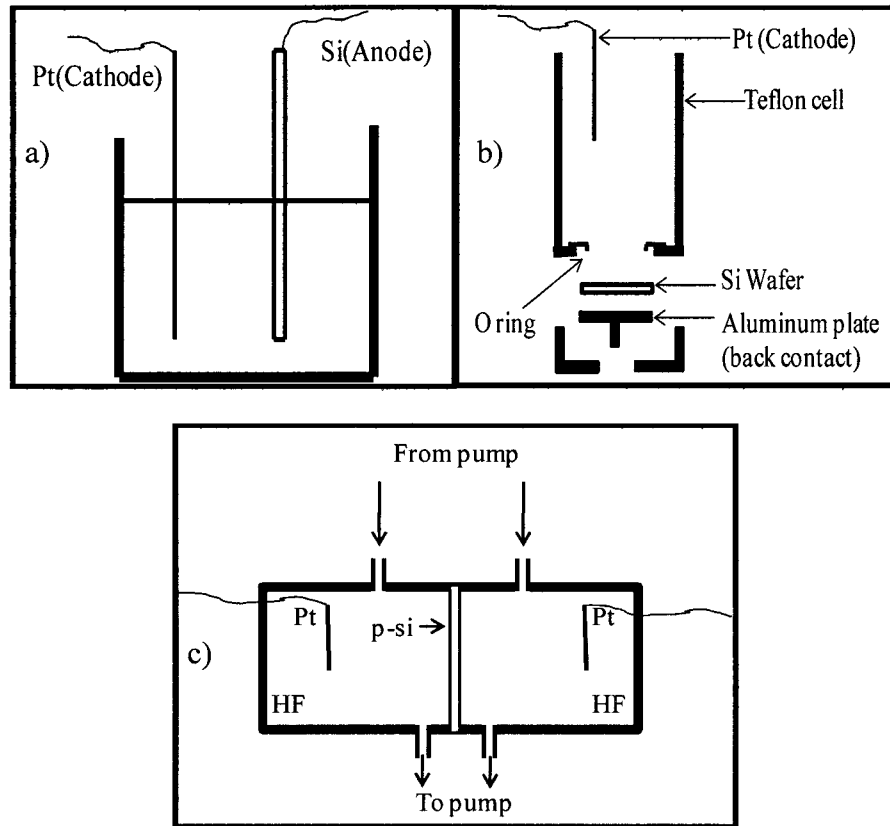 a)
Pt(Cathode)
Si(Anode)
b)
Pt (Cathode)
Teflon cell
O ring
Si Wafer
Aluminum plate
(back contact)
c)
From pump
Pt
p-si
Pt
HF
HF
To pump